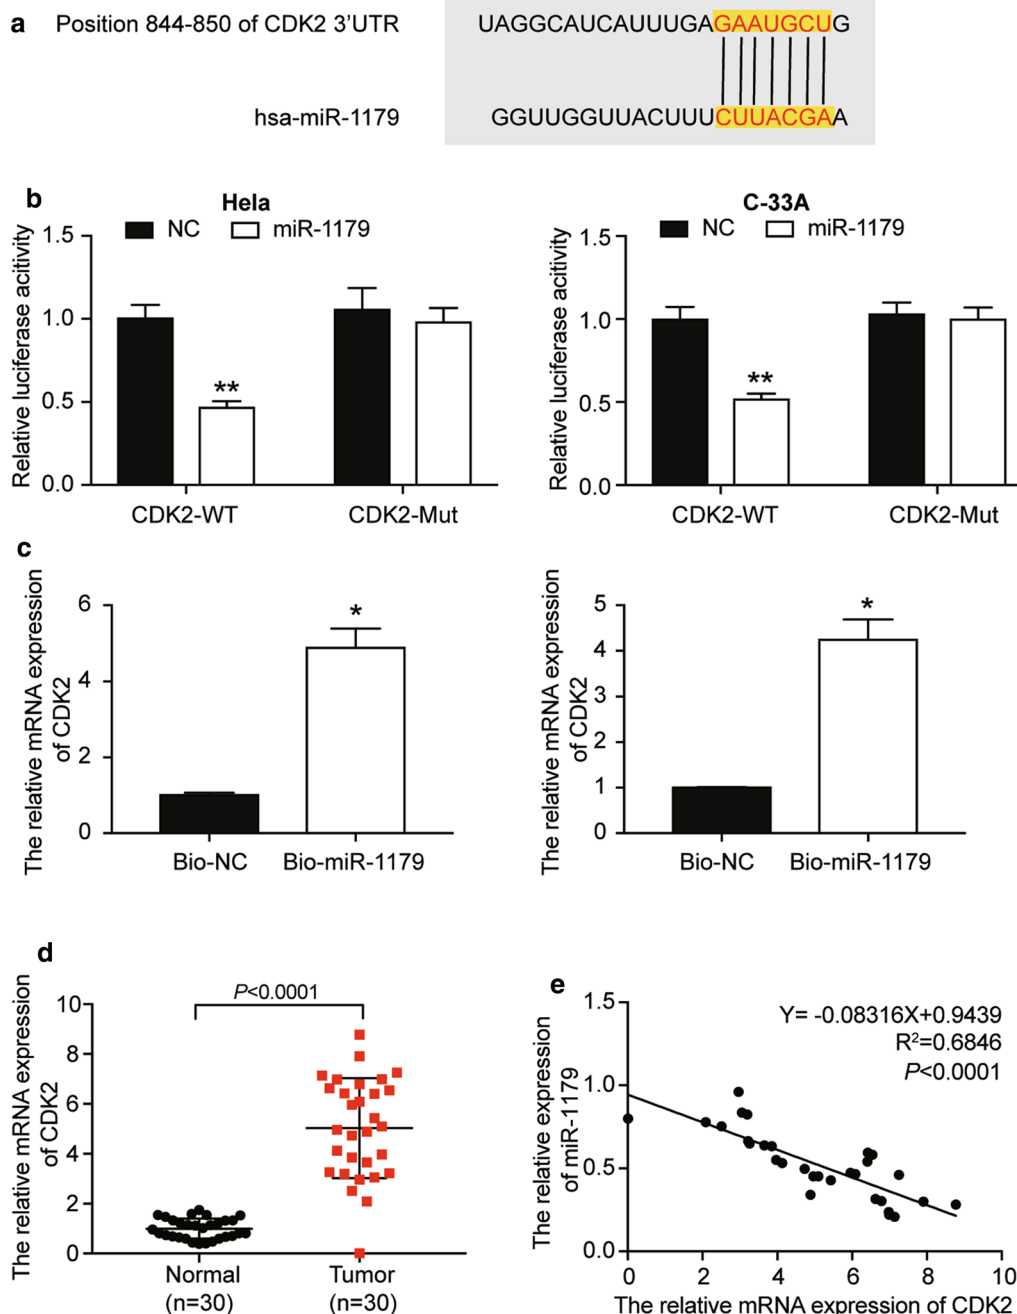 a
Position 844-850 of CDK2 3’UTR
UAGGCAUCAUUUGAGAAUGCUG
hsa-miR-1179
GGUUGGUUACUUUCUUACGAA
b
Hela
NC
miR-1179
Relative luciferase acitivity
1.5
1.0
0.5
0.0
**
CDK2-WT
CDK2-Mut
C-33A
NC
miR-1179
Relative luciferase acitivity
1.5
1.0
0.5
0.0
**
CDK2-WT
CDK2-Mut
c
The relative mRNA expression
of CDK2
6
4
2
0
*
Bio-NC
Bio-miR-1179
The relative mRNA expression
of CDK2
5
4
3
2
1
0
*
Bio-NC
Bio-miR-1179
d
The relative mRNA expression
of CDK2
10
8
6
4
2
0
P<0.0001
Normal
(n=30)
Tumor
(n=30)
e
The relative expression
of miR-1179
1.5
1.0
0.5
0.0
Y= -0.08316X+0.9439
R²=0.6846
P<0.0001
0
2
4
6
8
10
The relative mRNA expression of CDK2